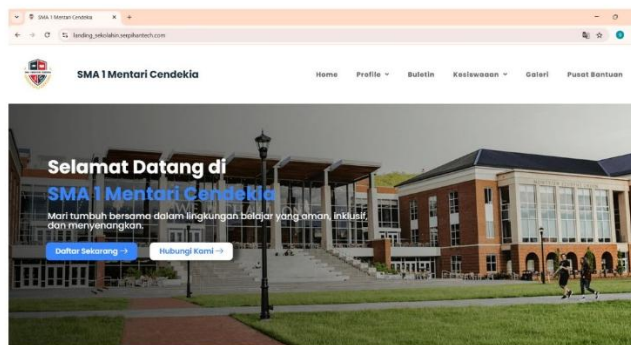 SMA 1 Mentari Cendekia
landing_sekolahin.serpihantech.com
SMA 1 Mentari Cendekia
Home Profile Buletin Kesiswaaan Galeri Pusat Bantuan
Selamat Datang di
SMA 1 Mentari Cendekia
Mari tumbuh bersama dalam lingkungan belajar yang aman, inklusif,
dan menyenangkan.
Daftar Sekarang →
Hubungi Kami →